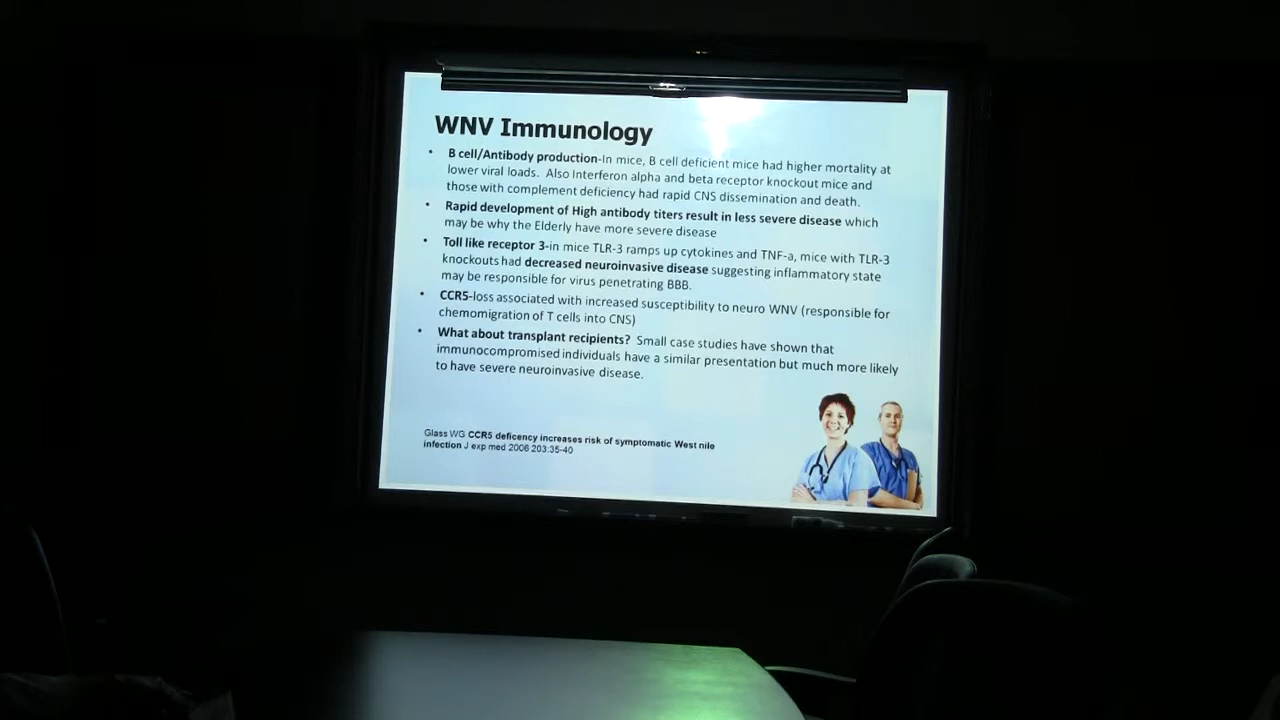 WNV Immunology
• B cell/Antibody production-In mice, B cell deficient mice had higher mortality at
lower viral loads. Also Interferon alpha and beta receptor knockout mice and
those with complement deficiency had rapid CNS dissemination and death.
• Rapid development of High antibody titers result in less severe disease which
may be why the Elderly have more severe disease
• Toll like receptor 3-in mice TLR-3 ramps up cytokines and TNF-a, mice with TLR-3
knockouts had decreased neuroinvasive disease suggesting inflammatory state
may be responsible for virus penetrating BBB.
• CCR5-loss associated with increased susceptibility to neuro WNV (responsible for
chemomigration of T cells into CNS)
• What about transplant recipients? Small case studies have shown that
immunocompromised individuals have a similar presentation but much more likely
to have severe neuroinvasive disease.
Glass WG CCR5 deficency increases risk of symptomatic West nile
infection J exp med 2006 203:35-40